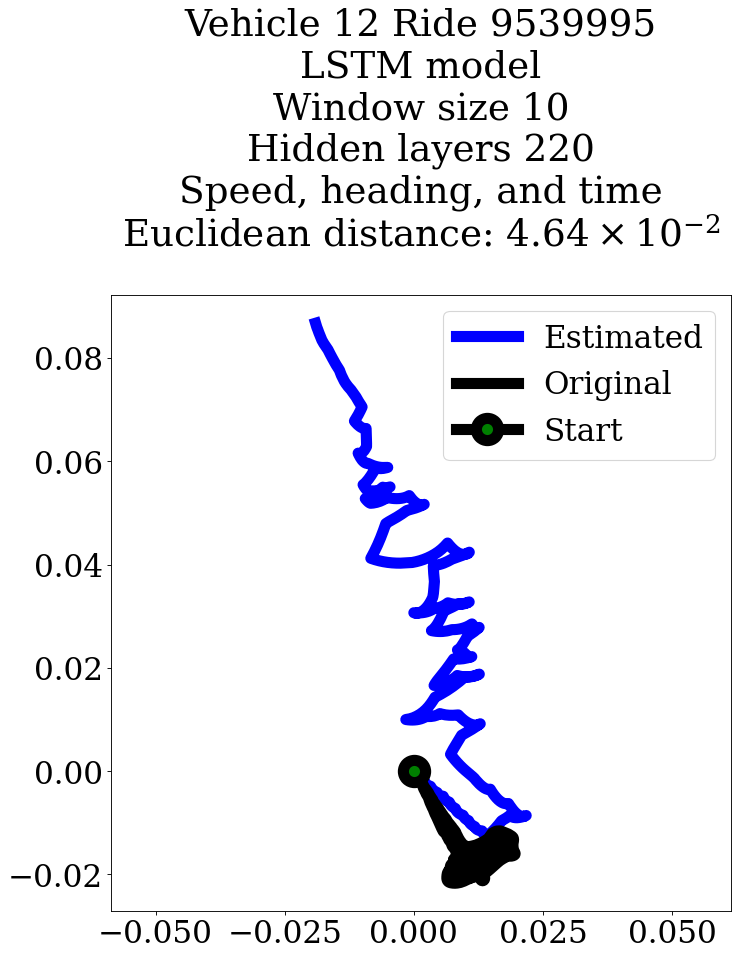 Vehicle 12 Ride 9539995
LSTM model
Window size 10
Hidden layers 220
Speed, heading, and time
Euclidean distance: 4.64 × 10⁻²
Estimated
Original
Start
0.08
0.06
0.04
0.02
0.00
−0.02
−0.050 −0.025 0.000 0.025 0.050